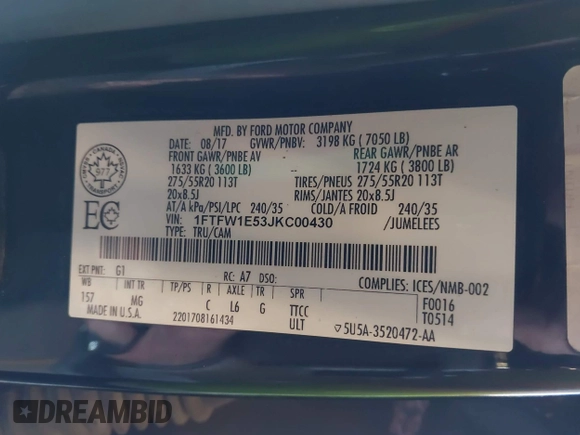 MFD. BY FORD MOTOR COMPANY
DATE: 08/17 GVWR/PNBV: 3198 KG ( 7050 LB)
FRONT GAWR/PNBE AV REAR GAWR/PNBE AR
1633 KG ( 3600 LB) 1724 KG ( 3800 LB)
275/55R20 113T TIRES/PNEUS 275/55R20 113T
20x8.5J RIMS/JANTES 20x8.5J
AT/A kPa/PSI/LPC 240/35 COLD/A FROID 240/35
VIN: 1FTFW1E53JKC00430 /JUMELEES
TYPE: TRU/CAM
CANADA
977
TRANSPORT
EC
EXT PNT: G1 RC: A7 DSO: COMPLIES: ICES/NMB-002
WB INT TR TP/PS R AXLE TR SPR F0016
157 MG C L6 G TTCC T0514
MADE IN U.S.A. 2201708161434 ULT ▽5U5A-3520472-AA
DREAMBID